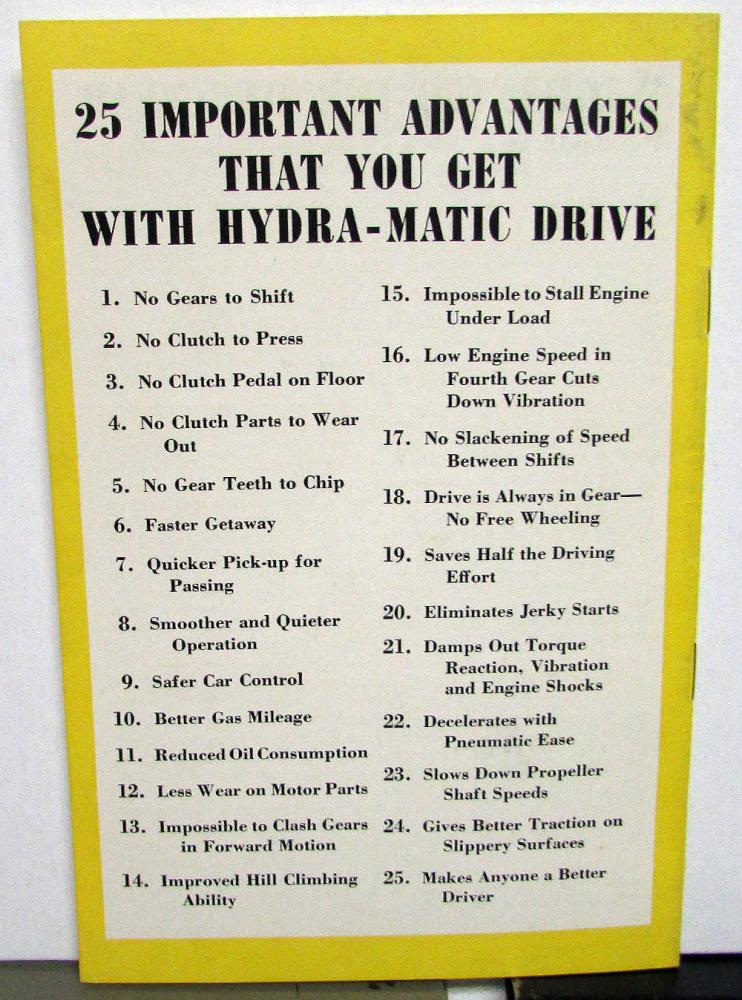 25 IMPORTANT ADVANTAGES
THAT YOU GET
WITH HYDRA-MATIC DRIVE
1. No Gears to Shift
2. No Clutch to Press
3. No Clutch Pedal on Floor
4. No Clutch Parts to Wear
Out
5. No Gear Teeth to Chip
6. Faster Getaway
7. Quicker Pick-up for
Passing
8. Smoother and Quieter
Operation
9. Safer Car Control
10. Better Gas Mileage
11. Reduced Oil Consumption
12. Less Wear on Motor Parts
13. Impossible to Clash Gears
in Forward Motion
14. Improved Hill Climbing
Ability
15. Impossible to Stall Engine
Under Load
16. Low Engine Speed in
Fourth Gear Cuts
Down Vibration
17. No Slackening of Speed
Between Shifts
18. Drive is Always in Gear—
No Free Wheeling
19. Saves Half the Driving
Effort
20. Eliminates Jerky Starts
21. Damps Out Torque
Reaction, Vibration
and Engine Shocks
22. Decelerates with
Pneumatic Ease
23. Slows Down Propeller
Shaft Speeds
24. Gives Better Traction on
Slippery Surfaces
25. Makes Anyone a Better
Driver